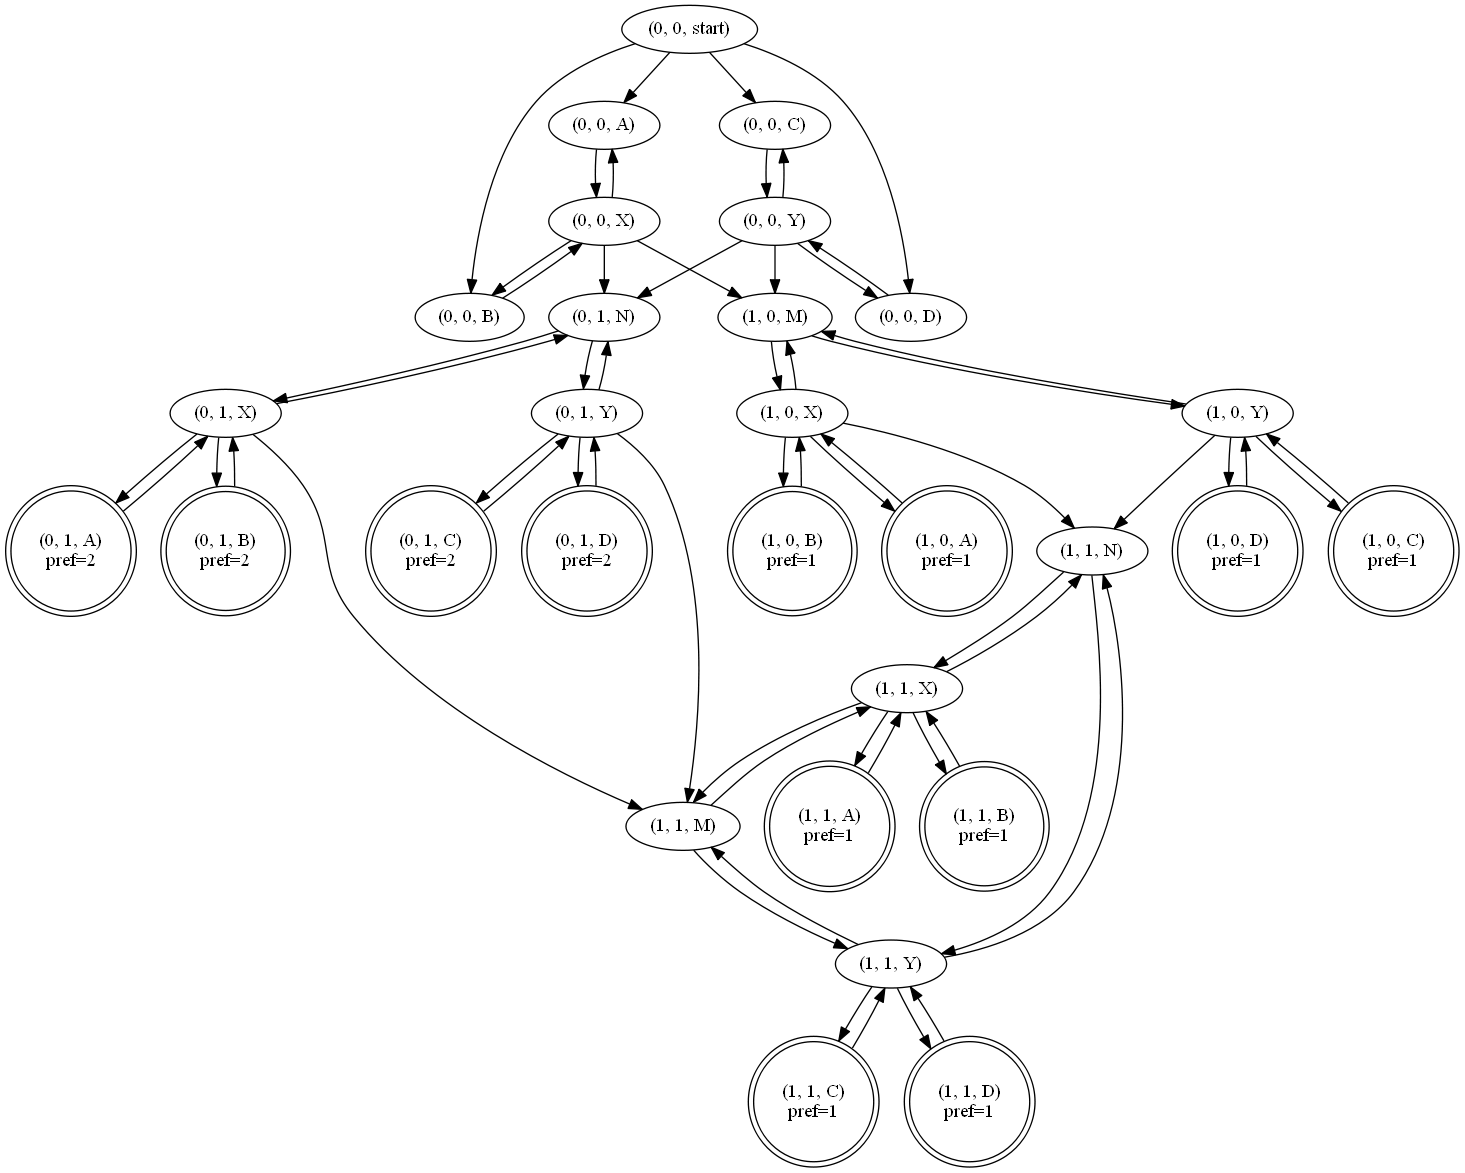 (0, 0, start)
(0, 0, A)
(0, 0, C)
(0, 0, X)
(0, 0, Y)
(0, 0, B)
(0, 1, N)
(1, 0, M)
(0, 0, D)
(0, 1, X)
(0, 1, Y)
(1, 0, X)
(1, 0, Y)
(0, 1, A)
pref=2
(0, 1, B)
pref=2
(0, 1, C)
pref=2
(0, 1, D)
pref=2
(1, 0, B)
pref=1
(1, 0, A)
pref=1
(1, 1, N)
(1, 0, D)
pref=1
(1, 0, C)
pref=1
(1, 1, X)
(1, 1, M)
(1, 1, A)
pref=1
(1, 1, B)
pref=1
(1, 1, Y)
(1, 1, C)
pref=1
(1, 1, D)
pref=1